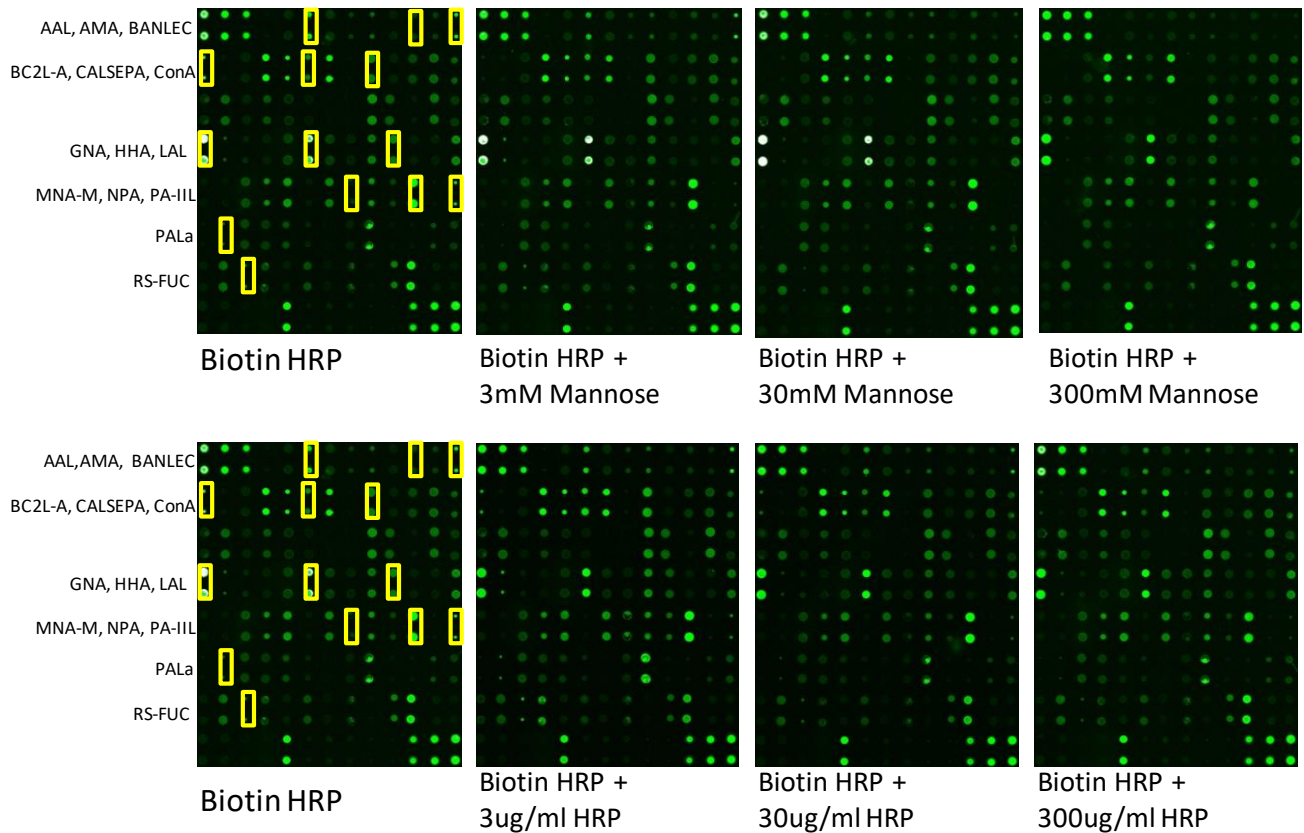 AAL, AMA, BANLEC
BC2L-A, CALSEPA, ConA
GNA, HHA, LAL
MNA-M, NPA, PA-IIL
PALa
RS-FUC
Biotin HRP
Biotin HRP +
3mM Mannose
Biotin HRP +
30mM Mannose
Biotin HRP +
300mM Mannose
AAL,AMA, BANLEC
BC2L-A, CALSEPA, ConA
GNA, HHA, LAL
MNA-M, NPA, PA-IIL
PALa
RS-FUC
Biotin HRP
Biotin HRP +
3ug/ml HRP
Biotin HRP +
30ug/ml HRP
Biotin HRP +
300ug/ml HRP